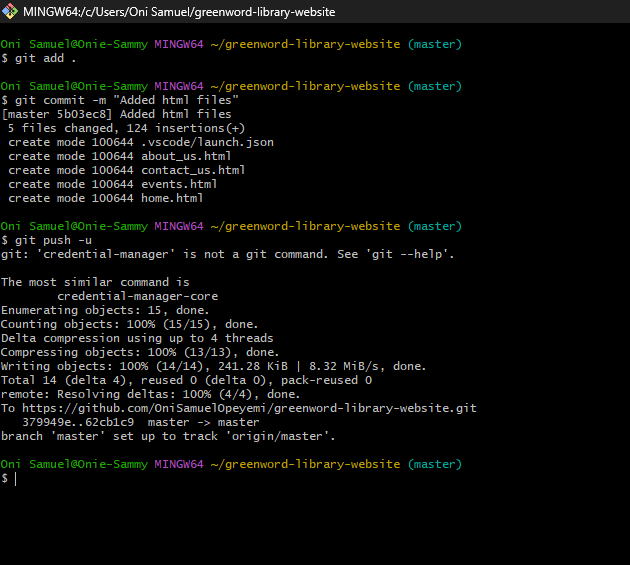 MINGW64:/c/Users/Oni Samuel/greenword-library-website
Oni Samuel@Onie-Sammy MINGW64 ~/greenword-library-website (master)
$ git add .
Oni Samuel@Onie-Sammy MINGW64 ~/greenword-library-website (master)
$ git commit -m "Added html files"
[master 5b03ec8] Added html files
 5 files changed, 124 insertions(+)
 create mode 100644 .vscode/launch.json
 create mode 100644 about_us.html
 create mode 100644 contact_us.html
 create mode 100644 events.html
 create mode 100644 home.html
Oni Samuel@Onie-Sammy MINGW64 ~/greenword-library-website (master)
$ git push -u
git: 'credential-manager' is not a git command. See 'git --help'.
The most similar command is
        credential-manager-core
Enumerating objects: 15, done.
Counting objects: 100% (15/15), done.
Delta compression using up to 4 threads
Compressing objects: 100% (13/13), done.
Writing objects: 100% (14/14), 241.28 KiB | 8.32 MiB/s, done.
Total 14 (delta 4), reused 0 (delta 0), pack-reused 0
remote: Resolving deltas: 100% (4/4), done.
To https://github.com/OniSamuelOpeyemi/greenword-library-website.git
   379949e..62cb1c9  master -> master
branch 'master' set up to track 'origin/master'.
Oni Samuel@Onie-Sammy MINGW64 ~/greenword-library-website (master)
$